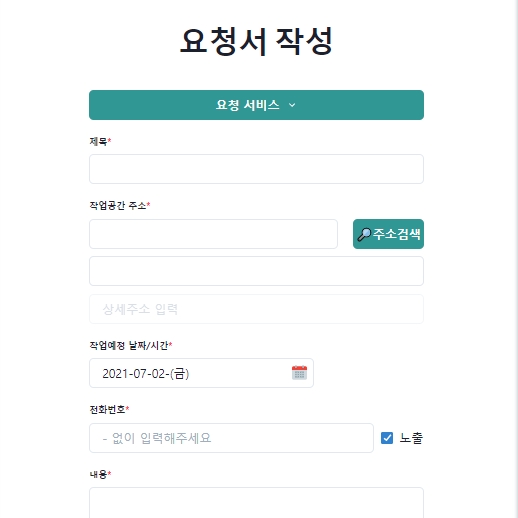 요청서 작성
요청 서비스
제목*
작업공간 주소*
주소검색
상세주소 입력
작업예정 날짜/시간*
2021-07-02-(금)
전화번호*
- 없이 입력해주세요
노출
내용*